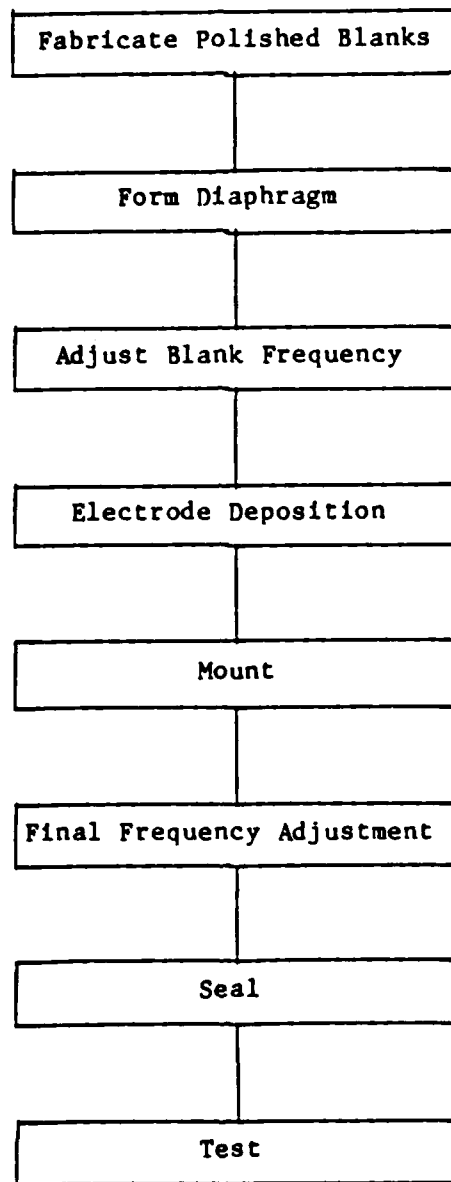 Fabricate Polished Blanks
Form Diaphragm
Adjust Blank Frequency
Electrode Deposition
Mount
Final Frequency Adjustment
Seal
Test